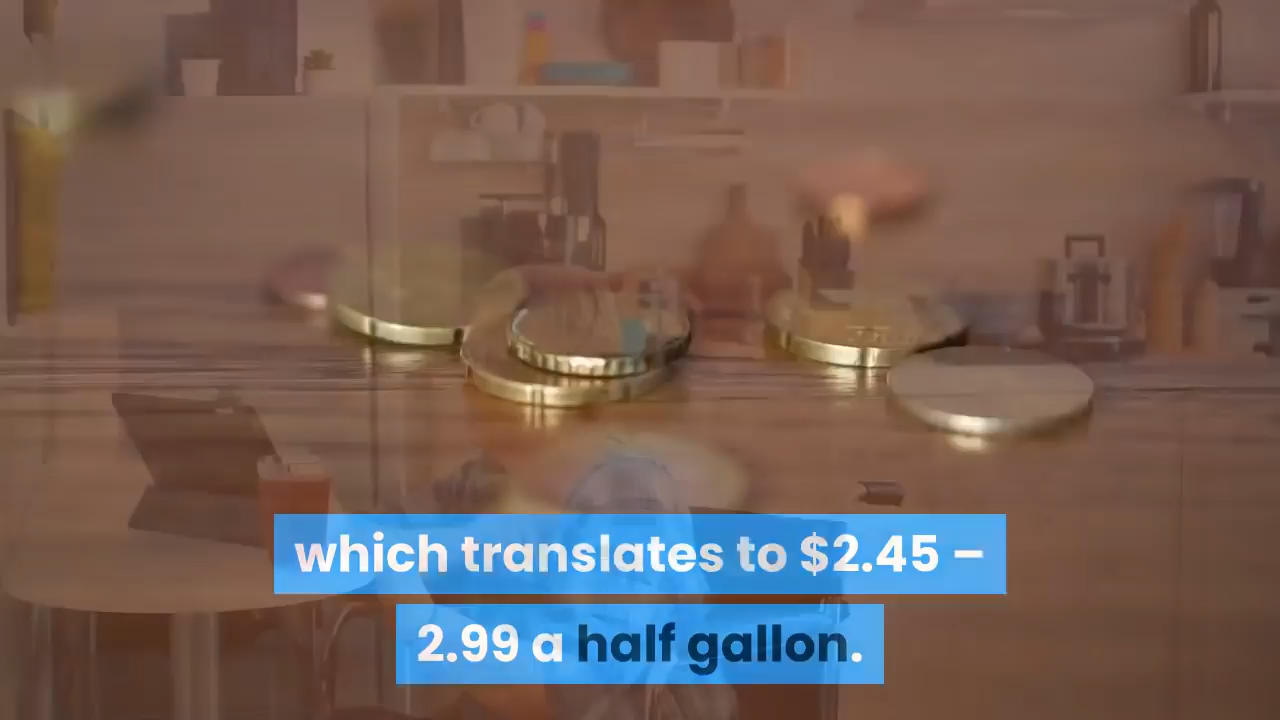 which translates to $2.45 –
2.99 a half gallon.